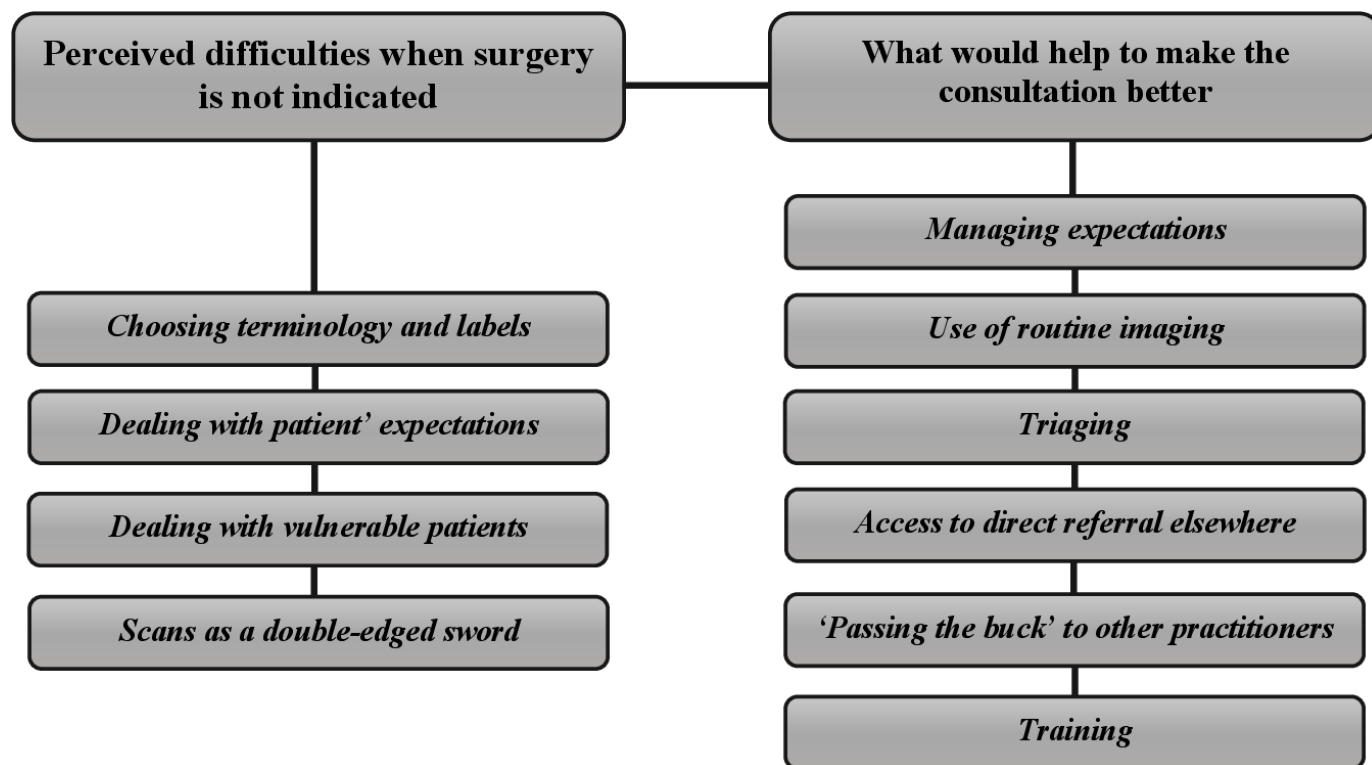 Perceived difficulties when surgery
is not indicated
Choosing terminology and labels
Dealing with patient’ expectations
Dealing with vulnerable patients
Scans as a double-edged sword
What would help to make the
consultation better
Managing expectations
Use of routine imaging
Triaging
Access to direct referral elsewhere
‘Passing the buck’ to other practitioners
Training